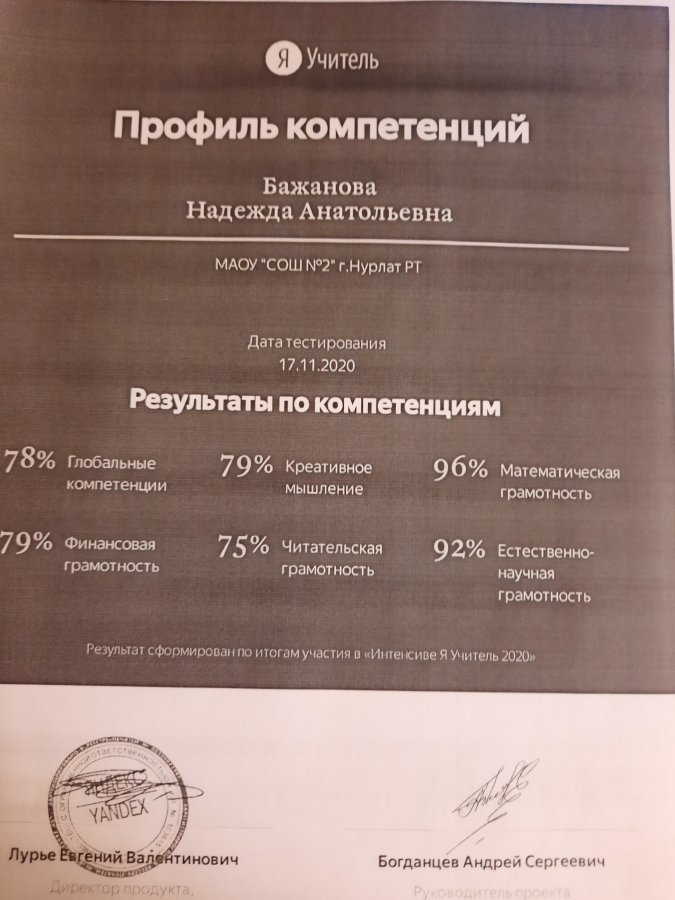 Я Учитель
Профиль компетенций
Бажанова
Надежда Анатольевна
МАОУ "СОШ №2" г.Нурлат РТ
Дата тестирования
17.11.2020
Результаты по компетенциям
78% Глобальные компетенции
79% Креативное мышление
96% Математическая грамотность
79% Финансовая грамотность
75% Читательская грамотность
92% Естественно-научная грамотность
Результат сформирован по итогам участия в «Интенсиве Я Учитель 2020»
ЯНДЕКС
YANDEX
Лурье Евгений Валентинович
Богданцев Андрей Сергеевич
Директор продукта,
Руководитель проекта